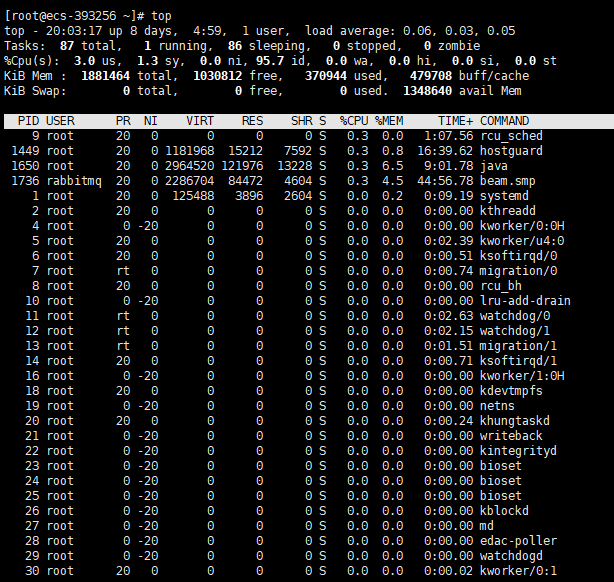 [root@ecs-393256 ~]# top
top - 20:03:17 up 8 days,  4:59,  1 user,  load average: 0.06, 0.03, 0.05
Tasks:  87 total,   1 running,  86 sleeping,   0 stopped,   0 zombie
%Cpu(s):  3.0 us,  1.3 sy,  0.0 ni, 95.7 id,  0.0 wa,  0.0 hi,  0.0 si,  0.0 st
KiB Mem :  1881464 total,  1030812 free,   370944 used,   479708 buff/cache
KiB Swap:        0 total,        0 free,        0 used.  1348640 avail Mem
  PID USER      PR  NI    VIRT    RES    SHR S  %CPU %MEM     TIME+ COMMAND
    9 root      20   0       0      0      0 S   0.3  0.0   1:07.56 rcu_sched
 1449 root      20   0 1181968  15212   7592 S   0.3  0.8  16:39.62 hostguard
 1650 root      20   0 2964520 121976  13228 S   0.3  6.5   9:01.78 java
 1736 rabbitmq  20   0 2286704  84472   4604 S   0.3  4.5  44:56.78 beam.smp
    1 root      20   0  125488   3896   2604 S   0.0  0.2   0:09.19 systemd
    2 root      20   0       0      0      0 S   0.0  0.0   0:00.00 kthreadd
    4 root       0 -20       0      0      0 S   0.0  0.0   0:00.00 kworker/0:0H
    5 root      20   0       0      0      0 S   0.0  0.0   0:02.39 kworker/u4:0
    6 root      20   0       0      0      0 S   0.0  0.0   0:00.51 ksoftirqd/0
    7 root      rt   0       0      0      0 S   0.0  0.0   0:00.74 migration/0
    8 root      20   0       0      0      0 S   0.0  0.0   0:00.00 rcu_bh
   10 root       0 -20       0      0      0 S   0.0  0.0   0:00.00 lru-add-drain
   11 root      rt   0       0      0      0 S   0.0  0.0   0:02.63 watchdog/0
   12 root      rt   0       0      0      0 S   0.0  0.0   0:02.15 watchdog/1
   13 root      rt   0       0      0      0 S   0.0  0.0   0:01.51 migration/1
   14 root      20   0       0      0      0 S   0.0  0.0   0:00.71 ksoftirqd/1
   16 root       0 -20       0      0      0 S   0.0  0.0   0:00.00 kworker/1:0H
   18 root      20   0       0      0      0 S   0.0  0.0   0:00.00 kdevtmpfs
   19 root       0 -20       0      0      0 S   0.0  0.0   0:00.00 netns
   20 root      20   0       0      0      0 S   0.0  0.0   0:00.24 khungtaskd
   21 root       0 -20       0      0      0 S   0.0  0.0   0:00.00 writeback
   22 root       0 -20       0      0      0 S   0.0  0.0   0:00.00 kintegrityd
   23 root       0 -20       0      0      0 S   0.0  0.0   0:00.00 bioset
   24 root       0 -20       0      0      0 S   0.0  0.0   0:00.00 bioset
   25 root       0 -20       0      0      0 S   0.0  0.0   0:00.00 bioset
   26 root       0 -20       0      0      0 S   0.0  0.0   0:00.00 kblockd
   27 root       0 -20       0      0      0 S   0.0  0.0   0:00.00 md
   28 root       0 -20       0      0      0 S   0.0  0.0   0:00.00 edac-poller
   29 root       0 -20       0      0      0 S   0.0  0.0   0:00.00 watchdogd
   30 root      20   0       0      0      0 S   0.0  0.0   0:00.02 kworker/0:1